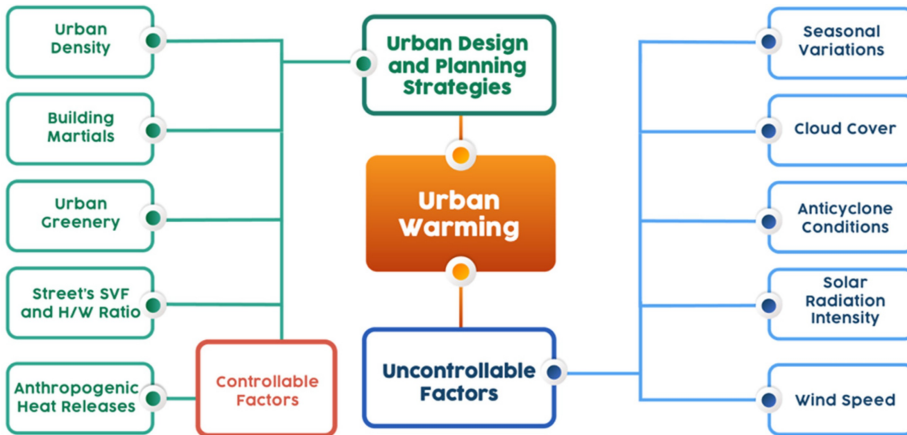 Urban
Density
Building
Martials
Urban
Greenery
Street's SVF
and H/W Ratio
Anthropogenic
Heat Releases
Controllable
Factors
Urban Design
and Planning
Strategies
Urban
Warming
Uncontrollable
Factors
Seasonal
Variations
Cloud Cover
Anticyclone
Conditions
Solar
Radiation
Intensity
Wind Speed